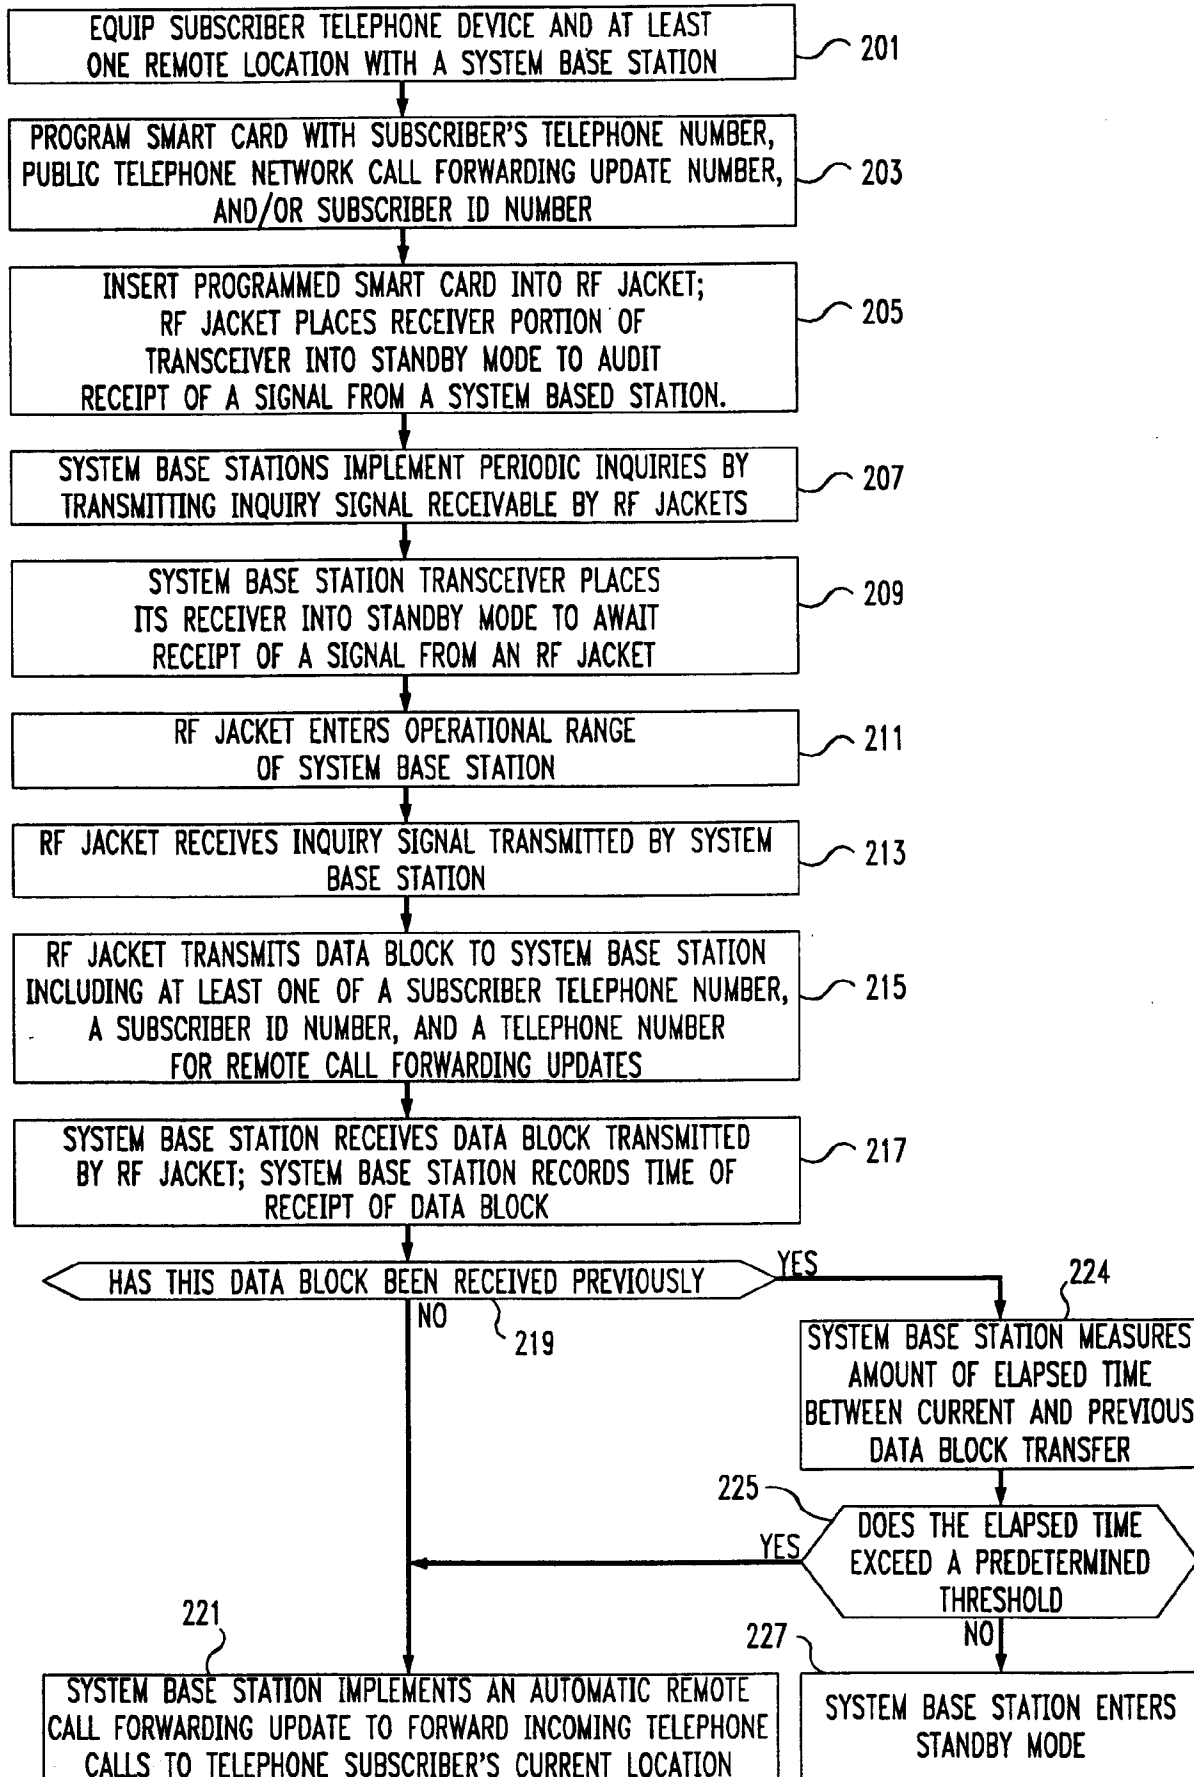 EQUIP SUBSCRIBER TELEPHONE DEVICE AND AT LEAST
ONE REMOTE LOCATION WITH A SYSTEM BASE STATION
201
PROGRAM SMART CARD WITH SUBSCRIBER'S TELEPHONE NUMBER,
PUBLIC TELEPHONE NETWORK CALL FORWARDING UPDATE NUMBER,
AND/OR SUBSCRIBER ID NUMBER
203
INSERT PROGRAMMED SMART CARD INTO RF JACKET;
RF JACKET PLACES RECEIVER PORTION OF
TRANSCEIVER INTO STANDBY MODE TO AUDIT
RECEIPT OF A SIGNAL FROM A SYSTEM BASED STATION.
205
SYSTEM BASE STATIONS IMPLEMENT PERIODIC INQUIRIES BY
TRANSMITTING INQUIRY SIGNAL RECEIVABLE BY RF JACKETS
207
SYSTEM BASE STATION TRANSCEIVER PLACES
ITS RECEIVER INTO STANDBY MODE TO AWAIT
RECEIPT OF A SIGNAL FROM AN RF JACKET
209
RF JACKET ENTERS OPERATIONAL RANGE
OF SYSTEM BASE STATION
211
RF JACKET RECEIVES INQUIRY SIGNAL TRANSMITTED BY SYSTEM
BASE STATION
213
RF JACKET TRANSMITS DATA BLOCK TO SYSTEM BASE STATION
INCLUDING AT LEAST ONE OF A SUBSCRIBER TELEPHONE NUMBER,
A SUBSCRIBER ID NUMBER, AND A TELEPHONE NUMBER
FOR REMOTE CALL FORWARDING UPDATES
215
SYSTEM BASE STATION RECEIVES DATA BLOCK TRANSMITTED
BY RF JACKET; SYSTEM BASE STATION RECORDS TIME OF
RECEIPT OF DATA BLOCK
217
HAS THIS DATA BLOCK BEEN RECEIVED PREVIOUSLY
YES
NO
219
224
SYSTEM BASE STATION MEASURES
AMOUNT OF ELAPSED TIME
BETWEEN CURRENT AND PREVIOUS
DATA BLOCK TRANSFER
225
DOES THE ELAPSED TIME
EXCEED A PREDETERMINED
THRESHOLD
YES
NO
221
SYSTEM BASE STATION IMPLEMENTS AN AUTOMATIC REMOTE
CALL FORWARDING UPDATE TO FORWARD INCOMING TELEPHONE
CALLS TO TELEPHONE SUBSCRIBER'S CURRENT LOCATION
227
SYSTEM BASE STATION ENTERS
STANDBY MODE